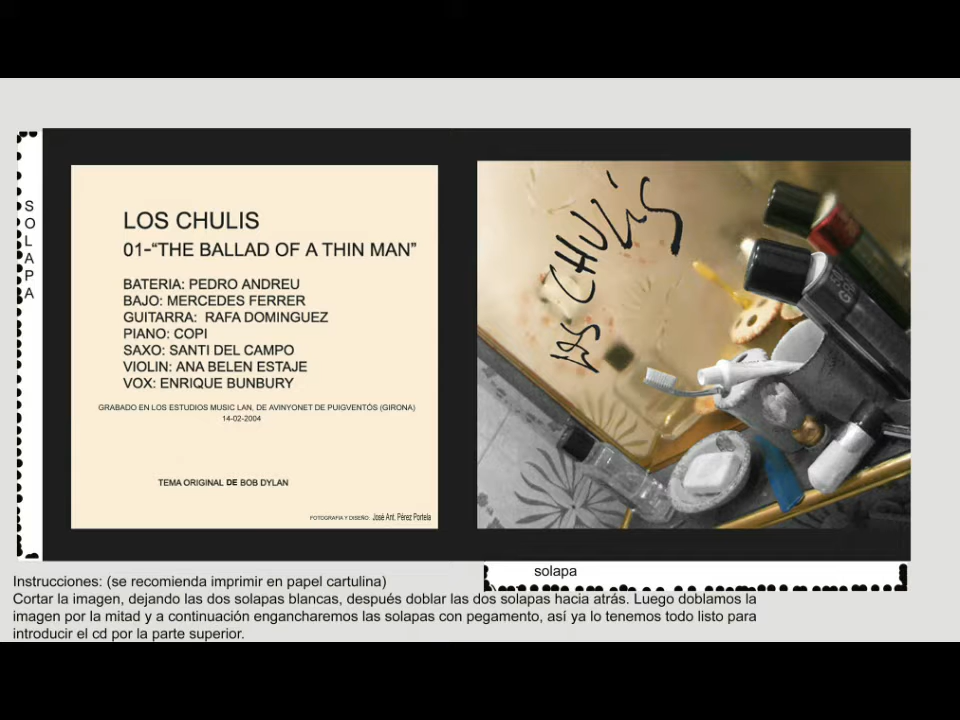 S
O
L
A
P
A
LOS CHULIS
01-“THE BALLAD OF A THIN MAN”
BATERIA: PEDRO ANDREU
BAJO: MERCEDES FERRER
GUITARRA: RAFA DOMINGUEZ
PIANO: COPI
SAXO: SANTI DEL CAMPO
VIOLIN: ANA BELEN ESTAJE
VOX: ENRIQUE BUNBURY
GRABADO EN LOS ESTUDIOS MUSIC LAN, DE AVINYONET DE PUIGVENTÓS (GIRONA)
14-02-2004
TEMA ORIGINAL DE BOB DYLAN
FOTOGRAFIA Y DISEÑO: José Ant. Pérez Portela
LOS CHULIS
solapa
Instrucciones: (se recomienda imprimir en papel cartulina)
Cortar la imagen, dejando las dos solapas blancas, después doblar las dos solapas hacia atrás. Luego doblamos la
imagen por la mitad y a continuación engancharemos las solapas con pegamento, así ya lo tenemos todo listo para
introducir el cd por la parte superior.